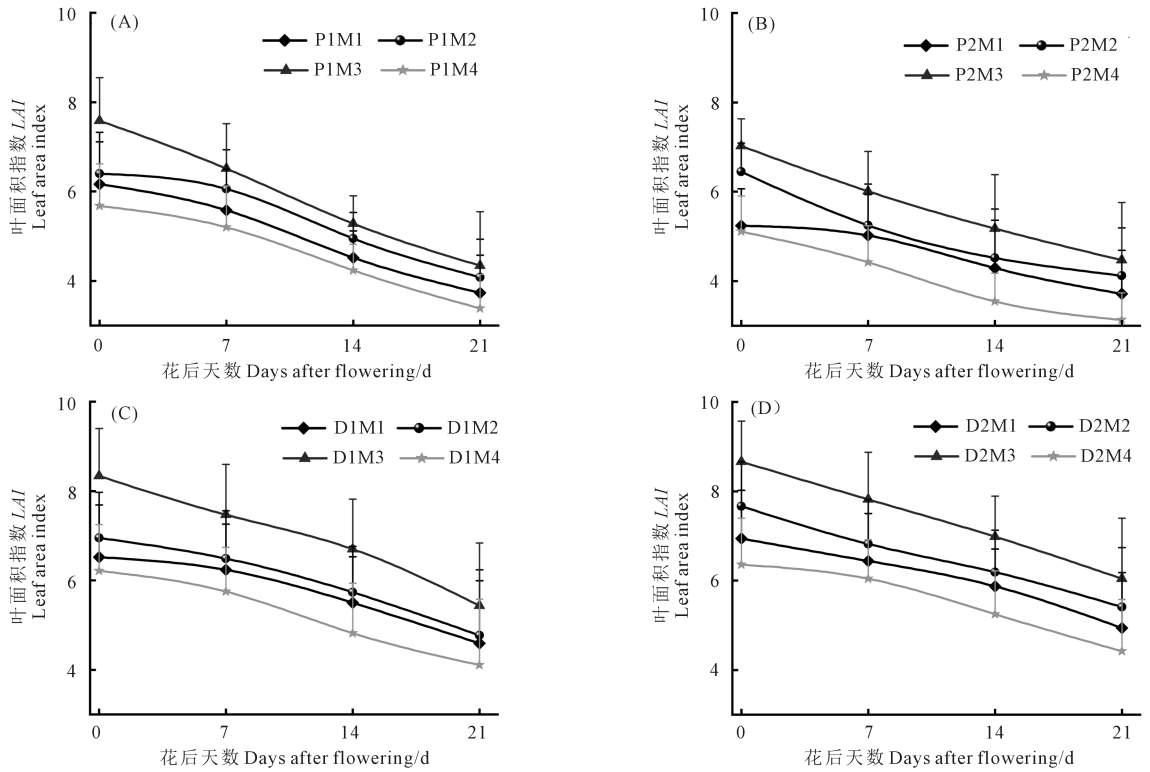 (A)
P1M1 P1M2
P1M3 P1M4
叶面积指数 LAI
Leaf area index
10
8
6
4
0 7 14 21
花后天数 Days after flowering/d
(B)
P2M1 P2M2
P2M3 P2M4
叶面积指数 LAI
Leaf area index
10
8
6
4
0 7 14 21
花后天数 Days after flowering/d
(C)
D1M1 D1M2
D1M3 D1M4
叶面积指数 LAI
Leaf area index
10
8
6
4
0 7 14 21
花后天数 Days after flowering/d
(D）
D2M1 D2M2
D2M3 D2M4
叶面积指数 LAI
Leaf area index
10
8
6
4
0 7 14 21
花后天数 Days after flowering/d